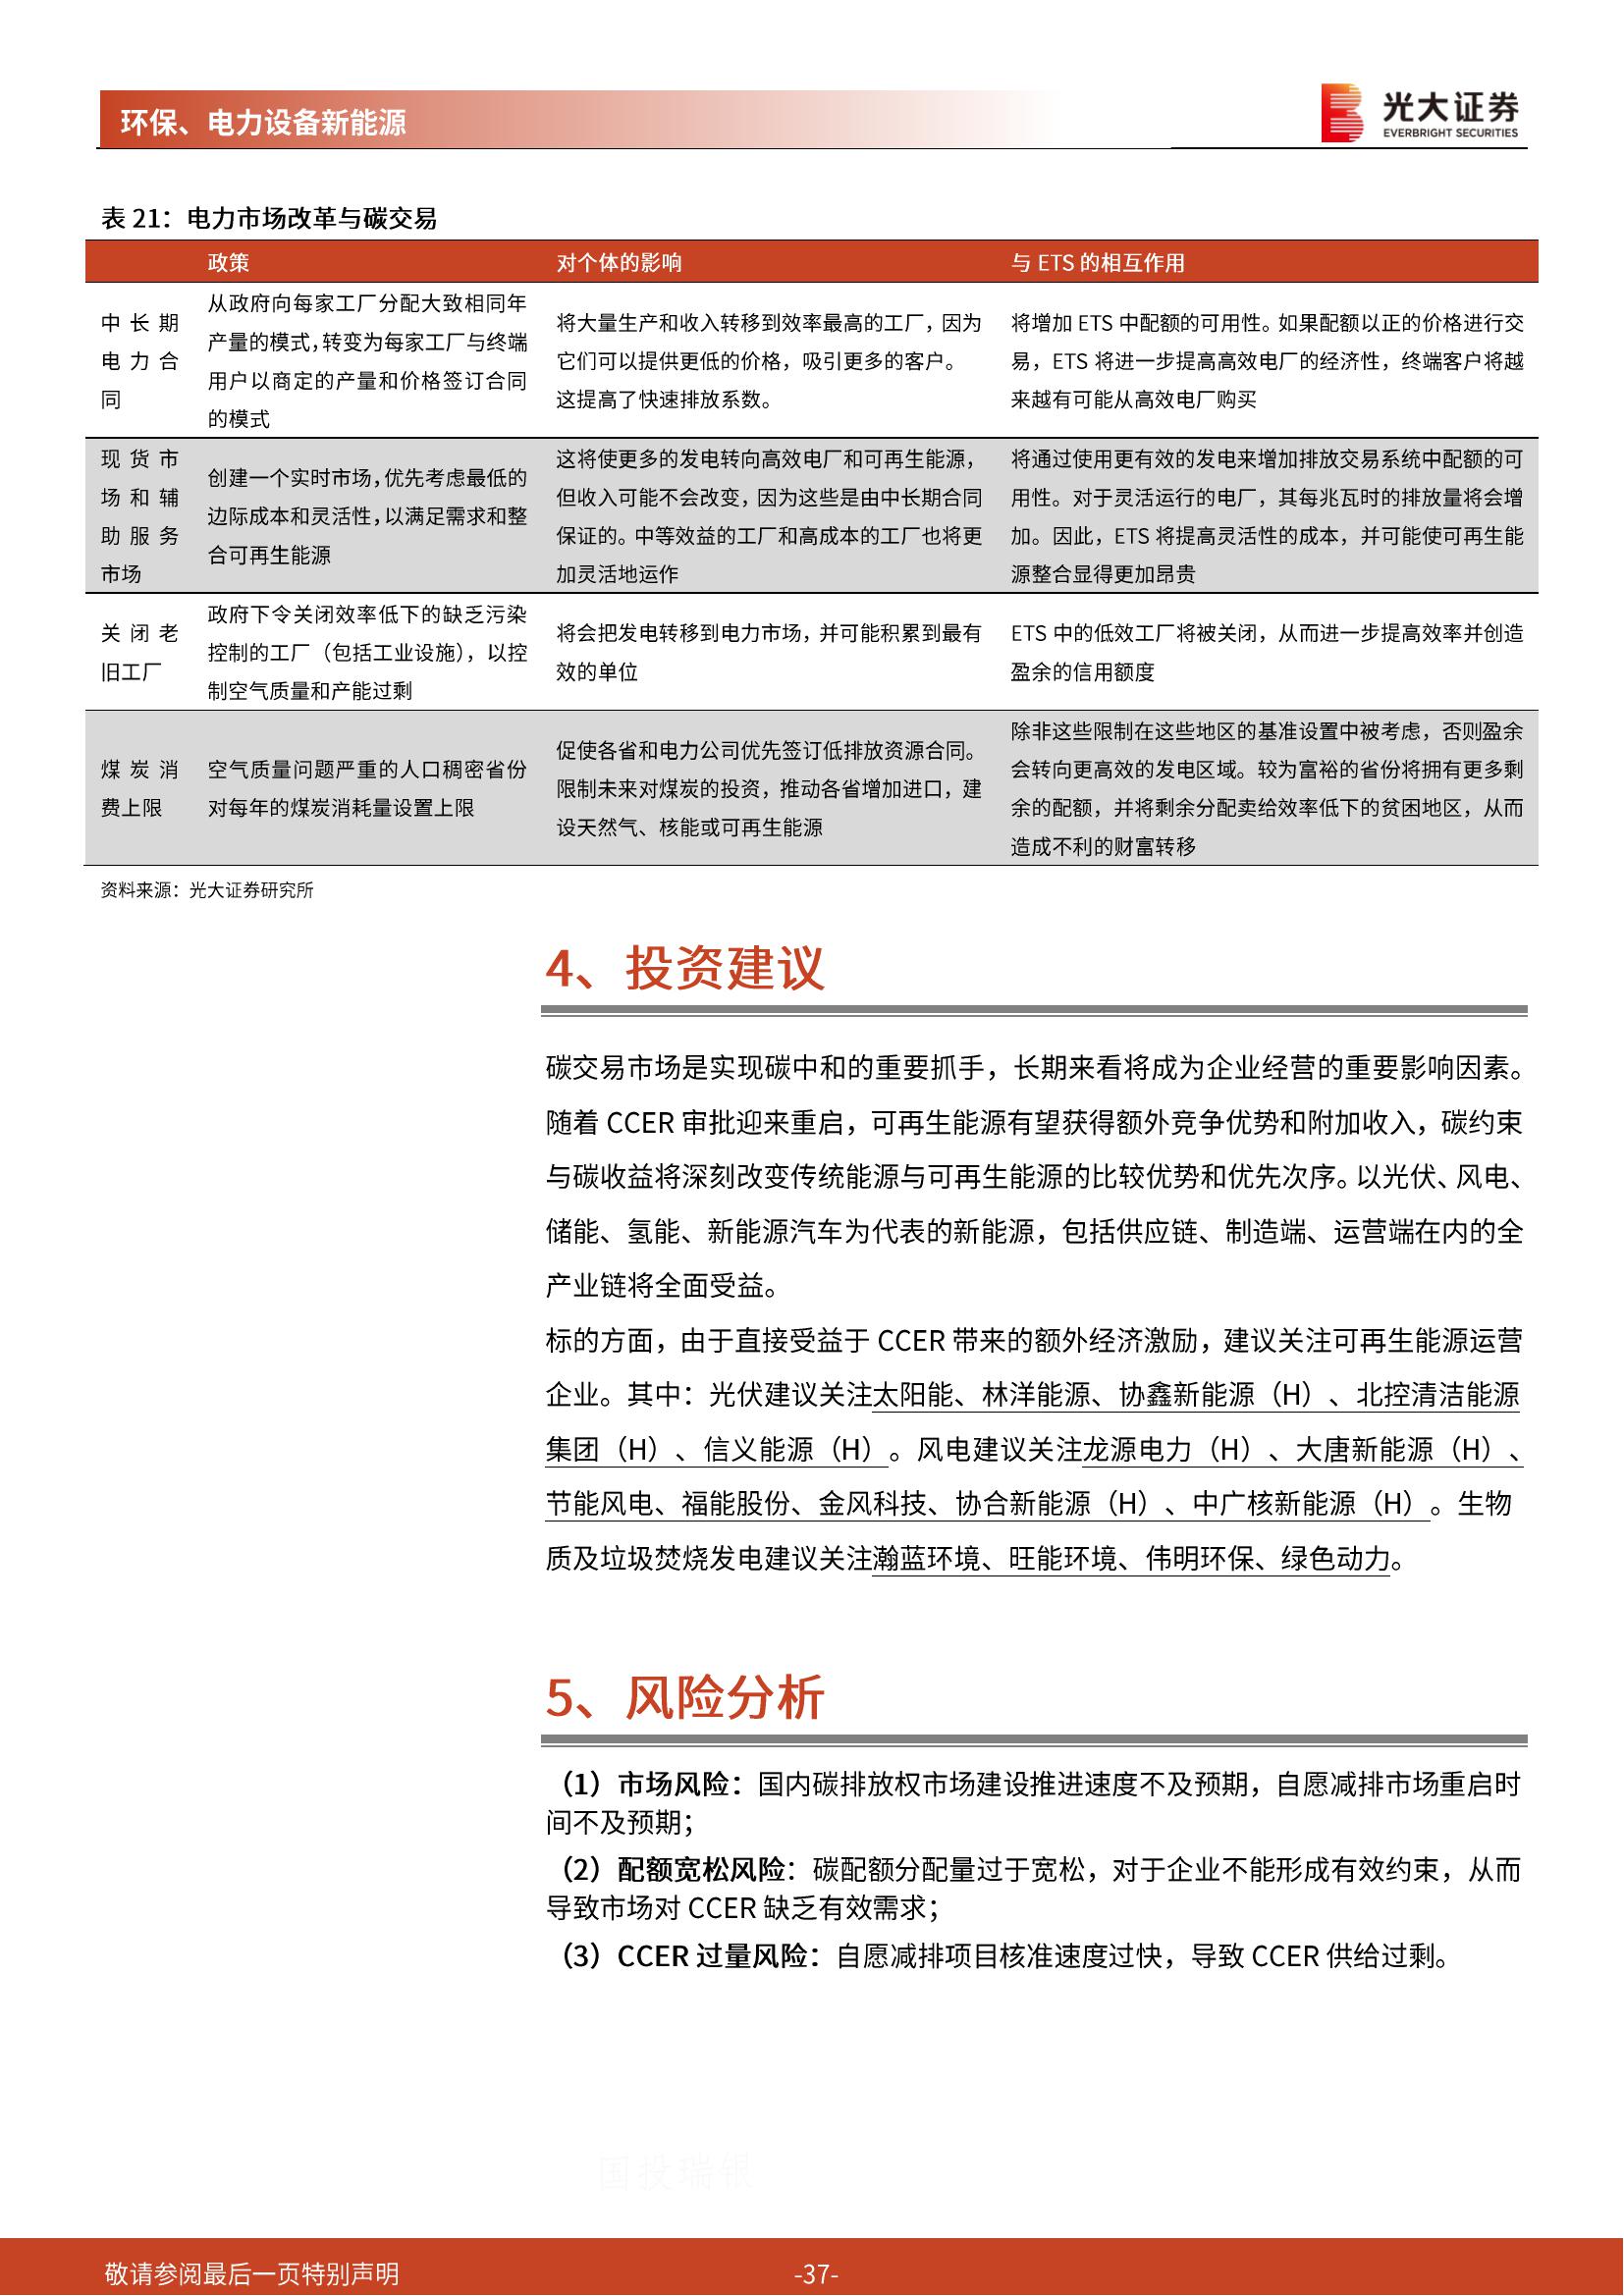 环保、电力设备新能源
光大证券
EVERBRIGHT SECURITIES
表 21：电力市场改革与碳交易
政策 对个体的影响 与 ETS 的相互作用
中长期
电力合
同
从政府向每家工厂分配大致相同年
产量的模式，转变为每家工厂与终端
用户以商定的产量和价格签订合同
的模式
将大量生产和收入转移到效率最高的工厂，因为
它们可以提供更低的价格，吸引更多的客户。
这提高了快速排放系数。
将增加 ETS 中配额的可用性。如果配额以正的价格进行交
易，ETS 将进一步提高高效电厂的经济性，终端客户将越
来越有可能从高效电厂购买
现货市
场和辅
助服务
市场
创建一个实时市场，优先考虑最低的
边际成本和灵活性，以满足需求和整
合可再生能源
这将使更多的发电转向高效电厂和可再生能源，
但收入可能不会改变，因为这些是由中长期合同
保证的。中等效益的工厂和高成本的工厂也将更
加灵活地运作
将通过使用更有效的发电来增加排放交易系统中配额的可
用性。对于灵活运行的电厂，其每兆瓦时的排放量将会增
加。因此，ETS 将提高灵活性的成本，并可能使可再生能
源整合显得更加昂贵
关闭老
旧工厂
政府下令关闭效率低下的缺乏污染
控制的工厂（包括工业设施），以控
制空气质量和产能过剩
将会把发电转移到电力市场，并可能积累到最有
效的单位
ETS 中的低效工厂将被关闭，从而进一步提高效率并创造
盈余的信用额度
煤炭消
费上限
空气质量问题严重的人口稠密省份
对每年的煤炭消耗量设置上限
促使各省和电力公司优先签订低排放资源合同。
限制未来对煤炭的投资，推动各省增加进口，建
设天然气、核能或可再生能源
除非这些限制在这些地区的基准设置中被考虑，否则盈余
会转向更高效的发电区域。较为富裕的省份将拥有更多剩
余的配额，并将剩余分配卖给效率低下的贫困地区，从而
造成不利的财富转移
资料来源：光大证券研究所
4、投资建议
碳交易市场是实现碳中和的重要抓手，长期来看将成为企业经营的重要影响因素。
随着 CCER 审批迎来重启，可再生能源有望获得额外竞争优势和附加收入，碳约束
与碳收益将深刻改变传统能源与可再生能源的比较优势和优先次序。以光伏、风电、
储能、氢能、新能源汽车为代表的新能源，包括供应链、制造端、运营端在内的全
产业链将全面受益。
标的方面，由于直接受益于 CCER 带来的额外经济激励，建议关注可再生能源运营
企业。其中：光伏建议关注太阳能、林洋能源、协鑫新能源（H）、北控清洁能源
集团（H）、信义能源（H）。风电建议关注龙源电力（H）、大唐新能源（H）、
节能风电、福能股份、金风科技、协合新能源（H）、中广核新能源（H）。生物
质及垃圾焚烧发电建议关注瀚蓝环境、旺能环境、伟明环保、绿色动力。
5、风险分析
（1）市场风险：国内碳排放权市场建设推进速度不及预期，自愿减排市场重启时
间不及预期；
（2）配额宽松风险：碳配额分配量过于宽松，对于企业不能形成有效约束，从而
导致市场对 CCER 缺乏有效需求；
（3）CCER 过量风险：自愿减排项目核准速度过快，导致 CCER 供给过剩。
国投瑞银
敬请参阅最后一页特别声明 -37-